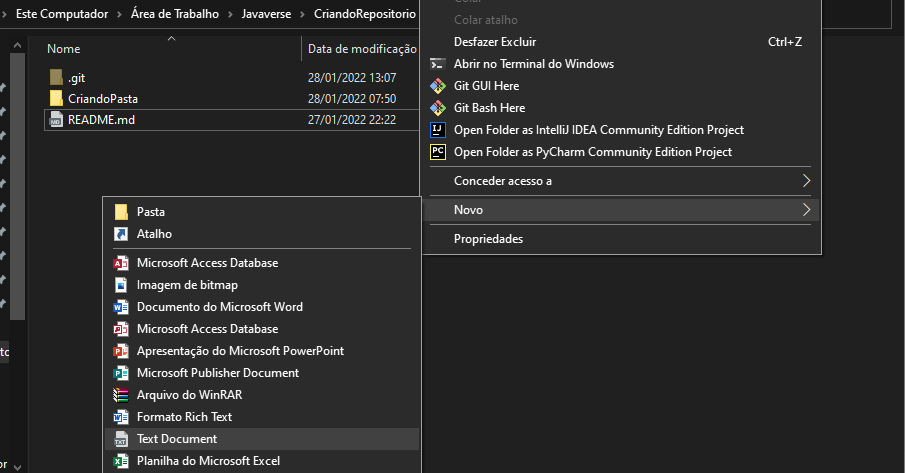 Este Computador > Área de Trabalho > Javaverse > CriandoRepositorio
Nome
Data de modificação
.git
28/01/2022 13:07
CriandoPasta
28/01/2022 07:50
README.md
27/01/2022 22:22
Colar atalho
Desfazer Excluir Ctrl+Z
Abrir no Terminal do Windows
Git GUI Here
Git Bash Here
Open Folder as IntelliJ IDEA Community Edition Project
Open Folder as PyCharm Community Edition Project
Conceder acesso a
Novo
Propriedades
Pasta
Atalho
Microsoft Access Database
Imagem de bitmap
Documento do Microsoft Word
Microsoft Access Database
Apresentação do Microsoft PowerPoint
Microsoft Publisher Document
Arquivo do WinRAR
Formato Rich Text
Text Document
Planilha do Microsoft Excel